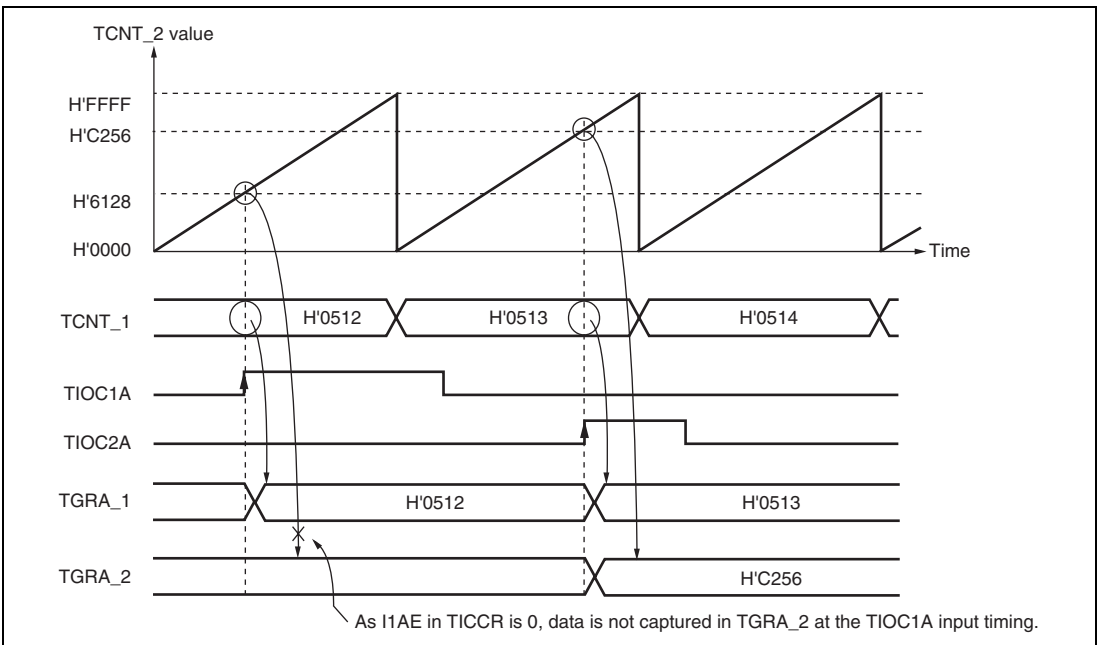 TCNT_2 value
H'FFFF
H'C256
H'6128
H'0000
Time
TCNT_1
H'0512
H'0513
H'0514
TIOC1A
TIOC2A
TGRA_1
H'0512
H'0513
TGRA_2
H'C256
As I1AE in TICCR is 0, data is not captured in TGRA_2 at the TIOC1A input timing.